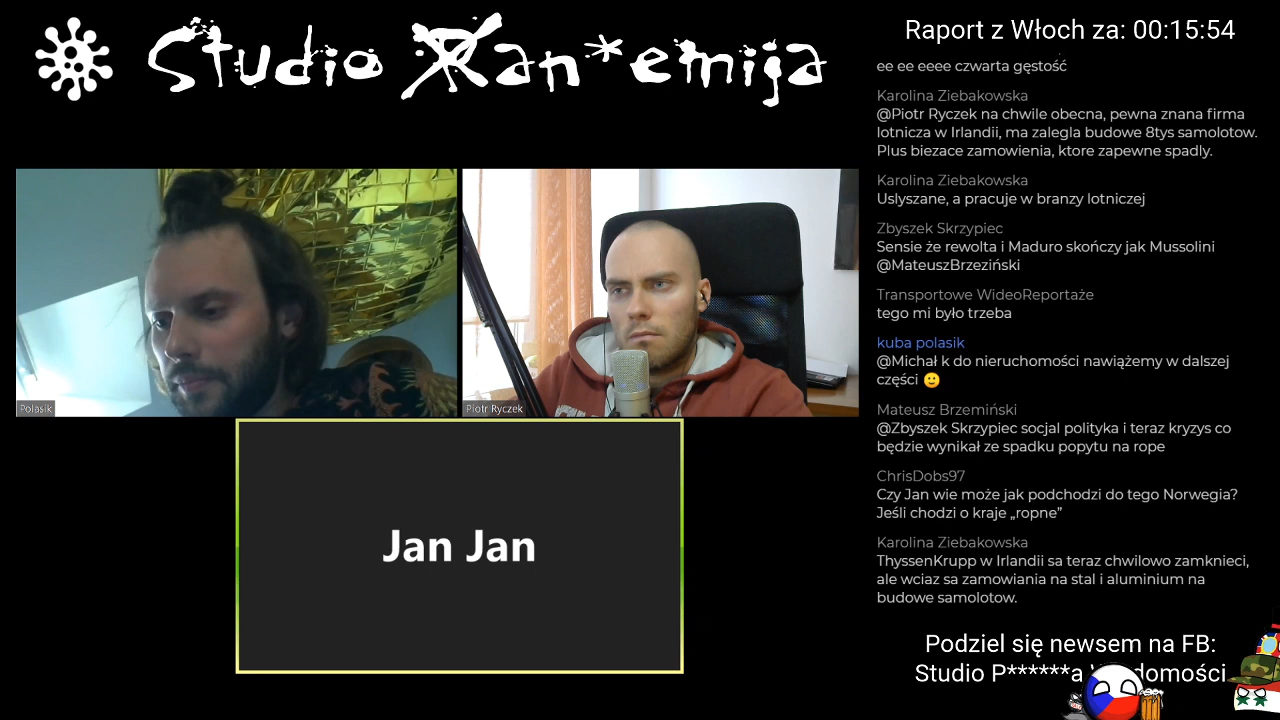 Studio Pan*emija
Raport z Włoch za: 00:15:54
ee ee eeee czwarta gęstość
Karolina Ziebakowska
@Piotr Ryczek na chwile obecna, pewna znana firma
lotnicza w Irlandii, ma zalegla budowe 8tys samolotow.
Plus biezace zamowienia, ktore zapewne spadly.
Karolina Ziebakowska
Uslyszane, a pracuje w branzy lotniczej
Zbyszek Skrzypiec
Sensie że rewolta i Maduro skończy jak Mussolini
@MateuszBrzeziński
Transportowe WideoReportaże
tego mi było trzeba
kuba polasik
@Michał k do nieruchomości nawiążemy w dalszej
części 🙂
Mateusz Brzemiński
@Zbyszek Skrzypiec socjal polityka i teraz kryzys co
będzie wynikał ze spadku popytu na rope
ChrisDobs97
Czy Jan wie może jak podchodzi do tego Norwegia?
Jeśli chodzi o kraje „ropne”
Karolina Ziebakowska
ThyssenKrupp w Irlandii sa teraz chwilowo zamknieci,
ale wciaz sa zamowiania na stal i aluminium na
budowe samolotow.
Polasik
Piotr Ryczek
Jan Jan
Podziel się newsem na FB:
Studio P******a